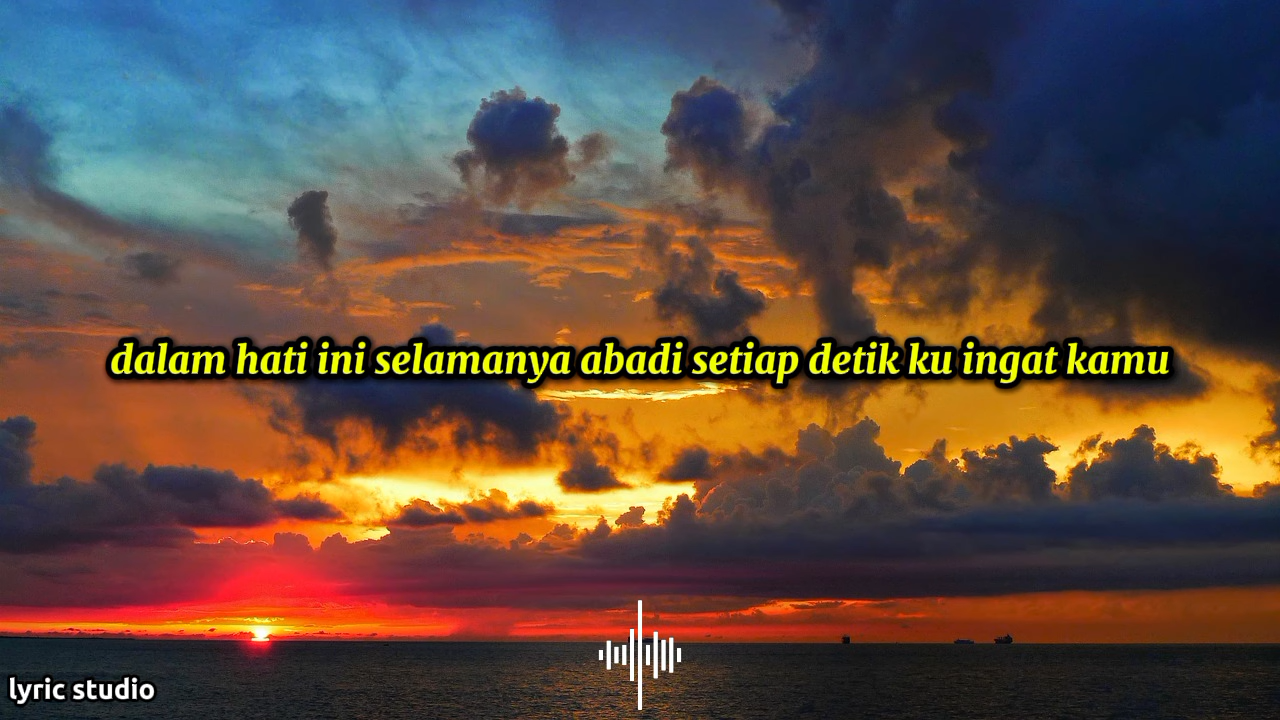 dalam hati ini selamanya abadi setiap detik ku ingat kamu
lyric studio